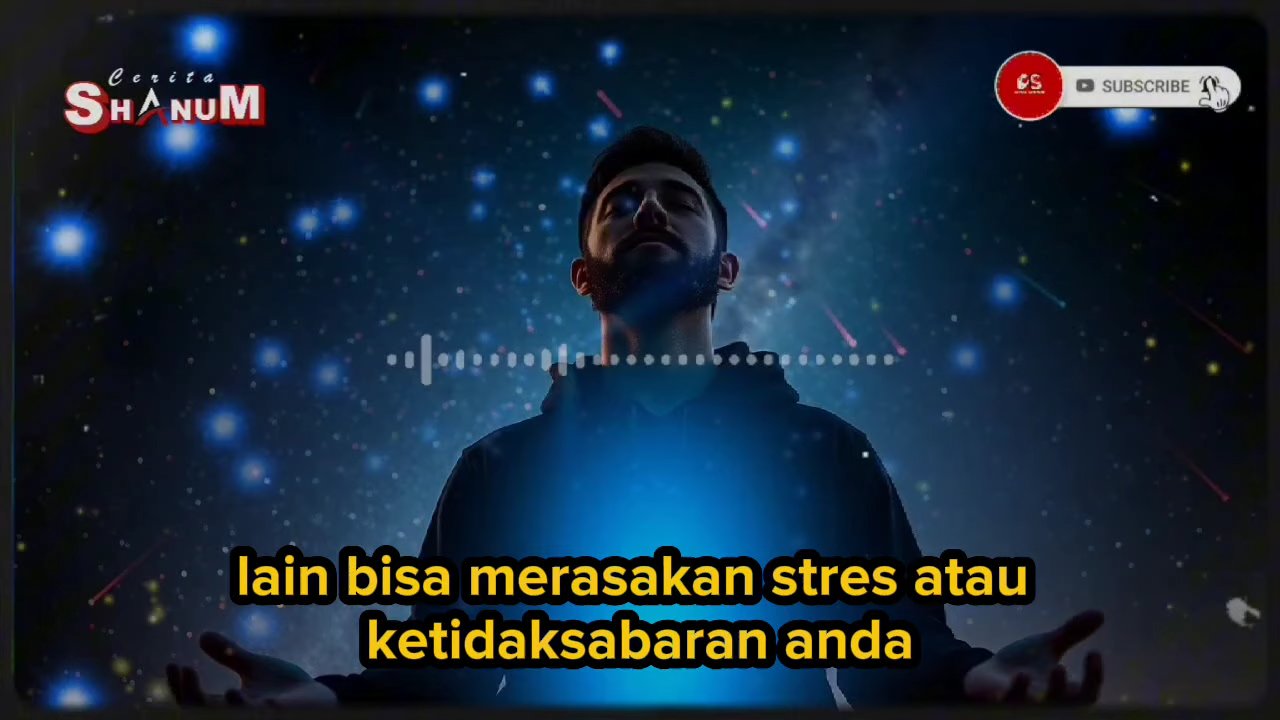 Cerita
SHANUM
SUBSCRIBE
lain bisa merasakan stres atau
ketidaksabaran anda